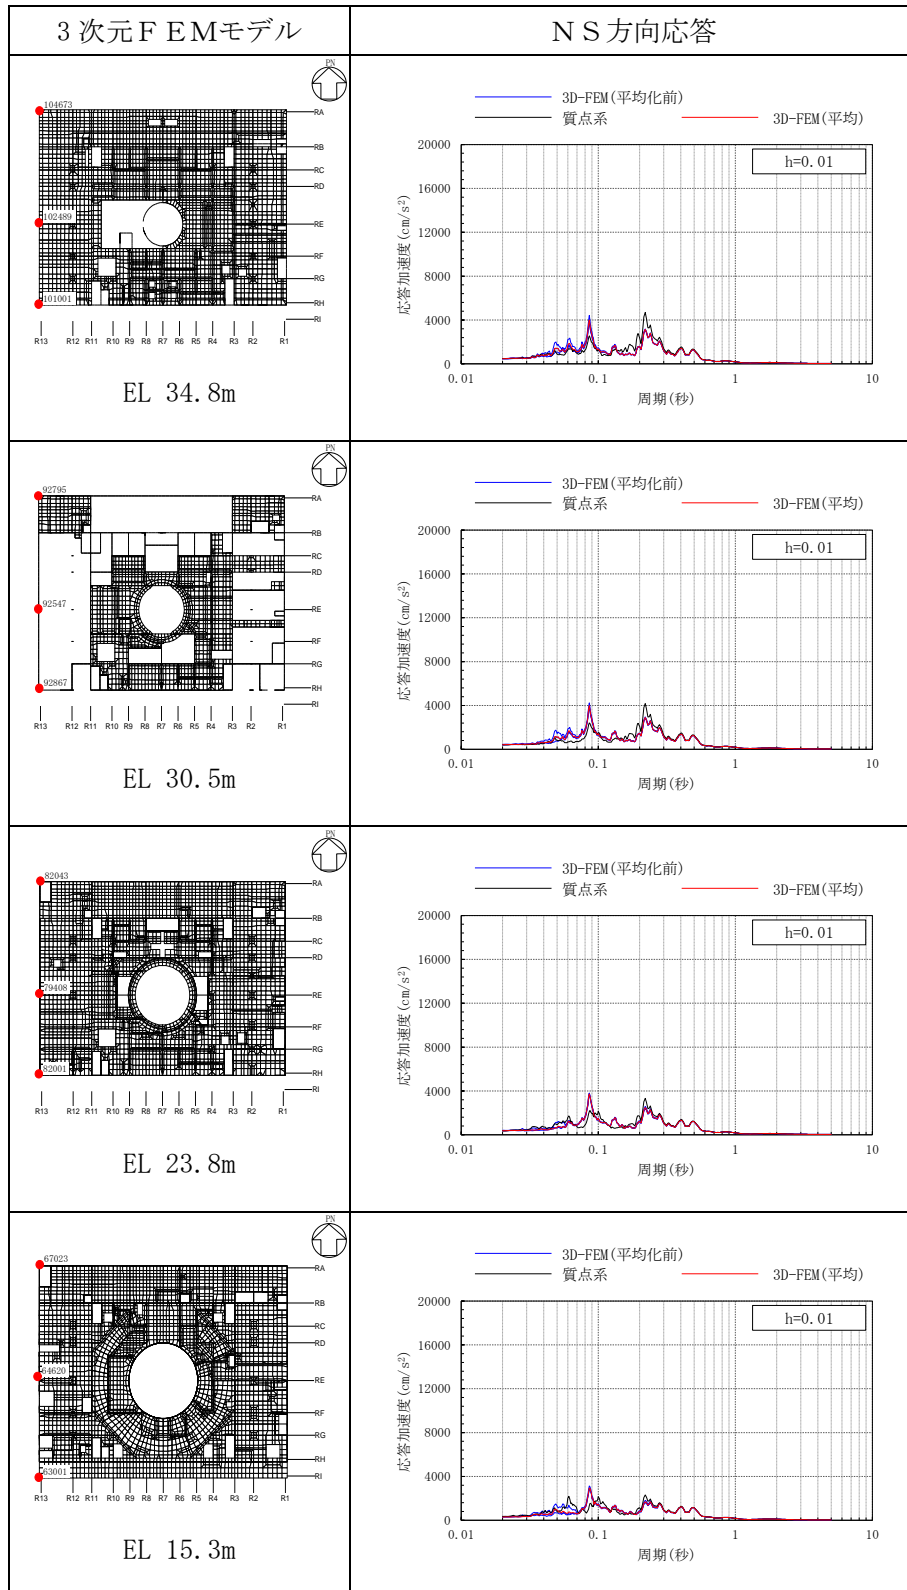 3次元ＦＥＭモデル
ＮＳ方向応答
PN
104673
102489
101001
RA
RB
RC
RD
RE
RF
RG
RH
RI
R13 R12 R11 R10 R9 R8 R7 R6 R5 R4 R3 R2 R1
EL 34.8m
3D-FEM(平均化前)
質点系 3D-FEM(平均)
h=0.01
応答加速度(cm/s²)
20000
16000
12000
8000
4000
0
0.01 0.1 1 10
周期(秒)
PN
92795
92547
92867
RA
RB
RC
RD
RE
RF
RG
RH
RI
R13 R12 R11 R10 R9 R8 R7 R6 R5 R4 R3 R2 R1
EL 30.5m
3D-FEM(平均化前)
質点系 3D-FEM(平均)
h=0.01
応答加速度(cm/s²)
20000
16000
12000
8000
4000
0
0.01 0.1 1 10
周期(秒)
PN
82043
79408
82001
RA
RB
RC
RD
RE
RF
RG
RH
RI
R13 R12 R11 R10 R9 R8 R7 R6 R5 R4 R3 R2 R1
EL 23.8m
3D-FEM(平均化前)
質点系 3D-FEM(平均)
h=0.01
応答加速度(cm/s²)
20000
16000
12000
8000
4000
0
0.01 0.1 1 10
周期(秒)
PN
67023
64620
63001
RA
RB
RC
RD
RE
RF
RG
RH
RI
R13 R12 R11 R10 R9 R8 R7 R6 R5 R4 R3 R2 R1
EL 15.3m
3D-FEM(平均化前)
質点系 3D-FEM(平均)
h=0.01
応答加速度(cm/s²)
20000
16000
12000
8000
4000
0
0.01 0.1 1 10
周期(秒)